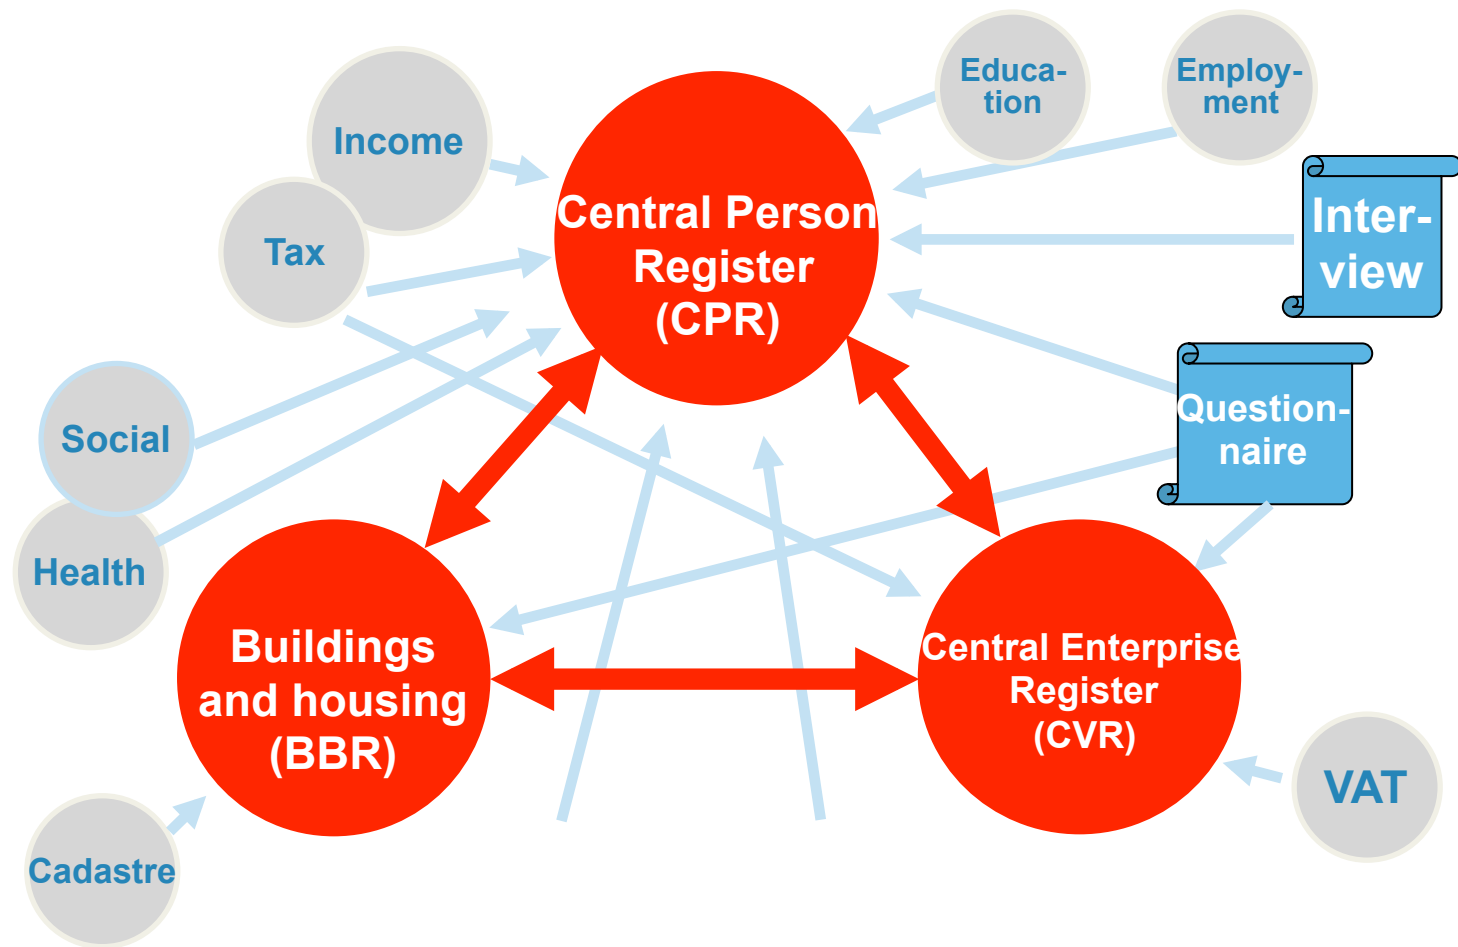 Educa-
tion
Employ-
ment
Income
Central Person
Register
(CPR)
Inter-
view
Tax
Question-
naire
Social
Health
Buildings
and housing
(BBR)
Central Enterprise
Register
(CVR)
VAT
Cadastre